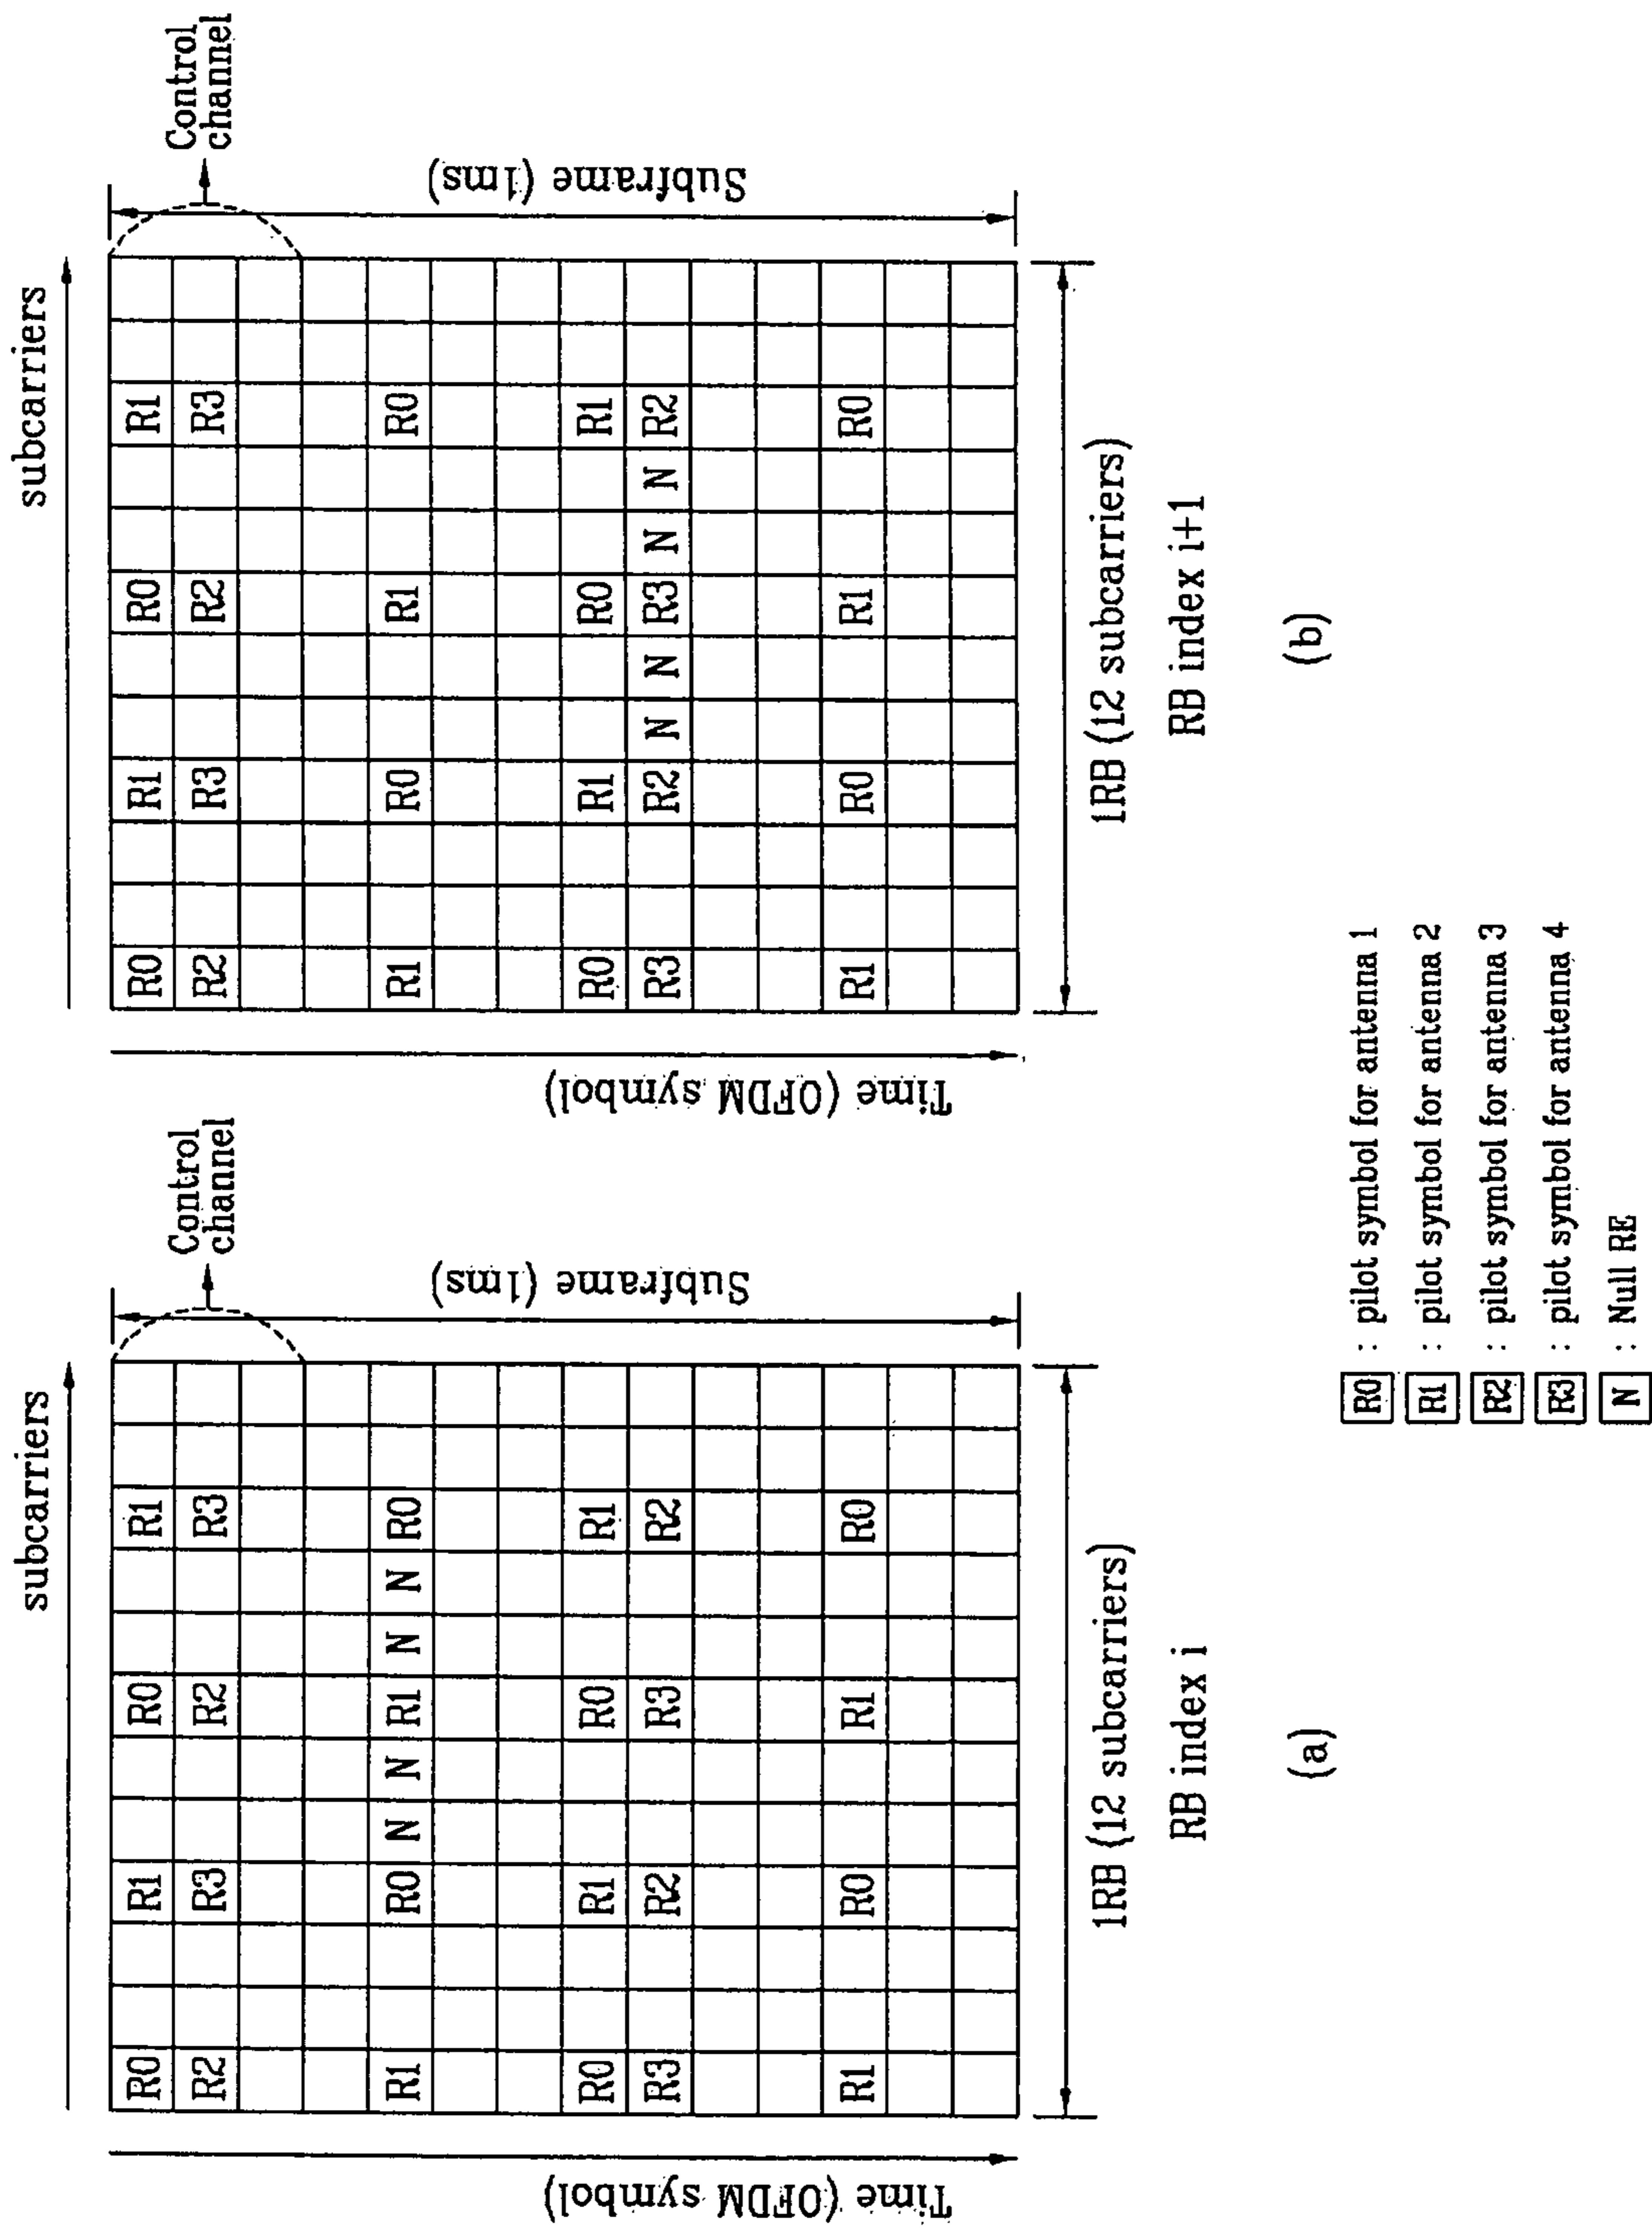 subcarriers
Control
channel
Time (OFDM symbol)
R0 R1 R0 R1
R2 R3 R2 R3
R1 R0 N N R1 N N R0
R0 R1 R0 R1
R3 R2 R3 R2
R1 R0 R1 R0
Subframe (1ms)
1RB (12 subcarriers)
RB index i
(a)
subcarriers
Control
channel
Time (OFDM symbol)
R0 R1 R0 R1
R2 R3 R2 R3
R1 R0 R1 R0
R0 R1 R0 R1
R3 R2 N N R3 N N R2
R1 R0 R1 R0
Subframe (1ms)
1RB (12 subcarriers)
RB index i+1
(b)
R0 : pilot symbol for antenna 1
R1 : pilot symbol for antenna 2
R2 : pilot symbol for antenna 3
R3 : pilot symbol for antenna 4
N : Null RE